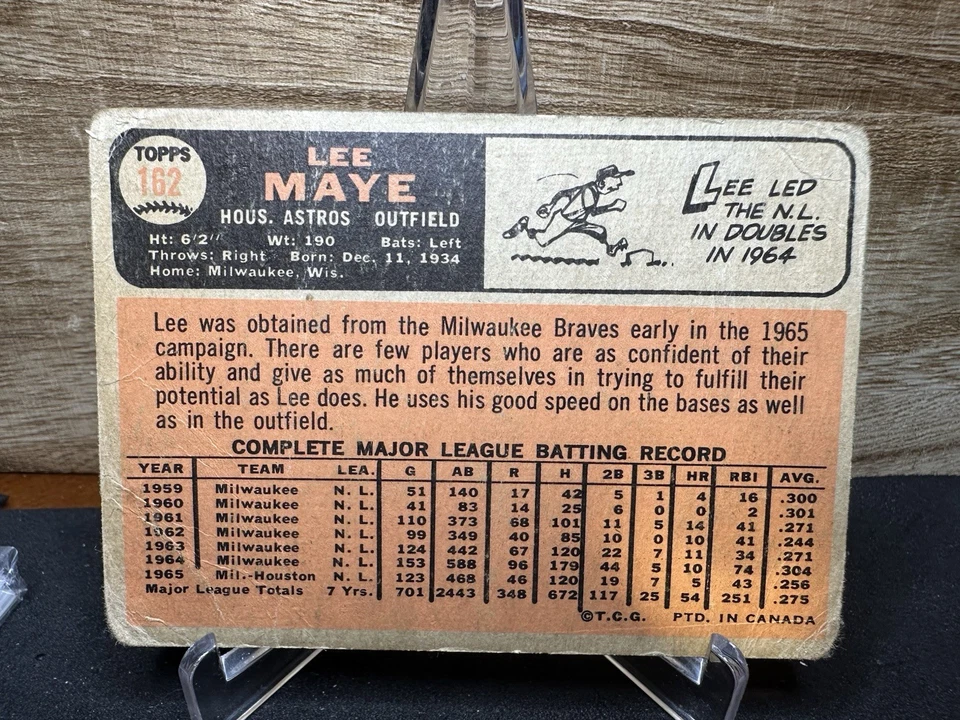 TOPPS
162
LEE
MAYE
HOUS. ASTROS OUTFIELD
Ht: 6'2" Wt: 190 Bats: Left
Throws: Right Born: Dec. 11, 1934
Home: Milwaukee, Wis.
LEE LED
THE N.L.
IN DOUBLES
IN 1964
Lee was obtained from the Milwaukee Braves early in the 1965
campaign. There are few players who are as confident of their
ability and give as much of themselves in trying to fulfill their
potential as Lee does. He uses his good speed on the bases as well
as in the outfield.
COMPLETE MAJOR LEAGUE BATTING RECORD
YEAR TEAM LEA. G AB R H 2B 3B HR RBI AVG.
1959 Milwaukee N. L. 51 140 17 42 5 1 4 16 .300
1960 Milwaukee N. L. 41 83 14 25 6 0 0 2 .301
1961 Milwaukee N. L. 110 373 68 101 11 5 14 41 .271
1962 Milwaukee N. L. 99 349 40 85 10 0 10 41 .244
1963 Milwaukee N. L. 124 442 67 120 22 7 11 34 .271
1964 Milwaukee N. L. 153 588 96 179 44 5 10 74 .304
1965 Mil.-Houston N. L. 123 468 46 120 19 7 5 43 .256
Major League Totals 7 Yrs. 701 2443 348 672 117 25 54 251 .275
©T.C.G. PTD. IN CANADA